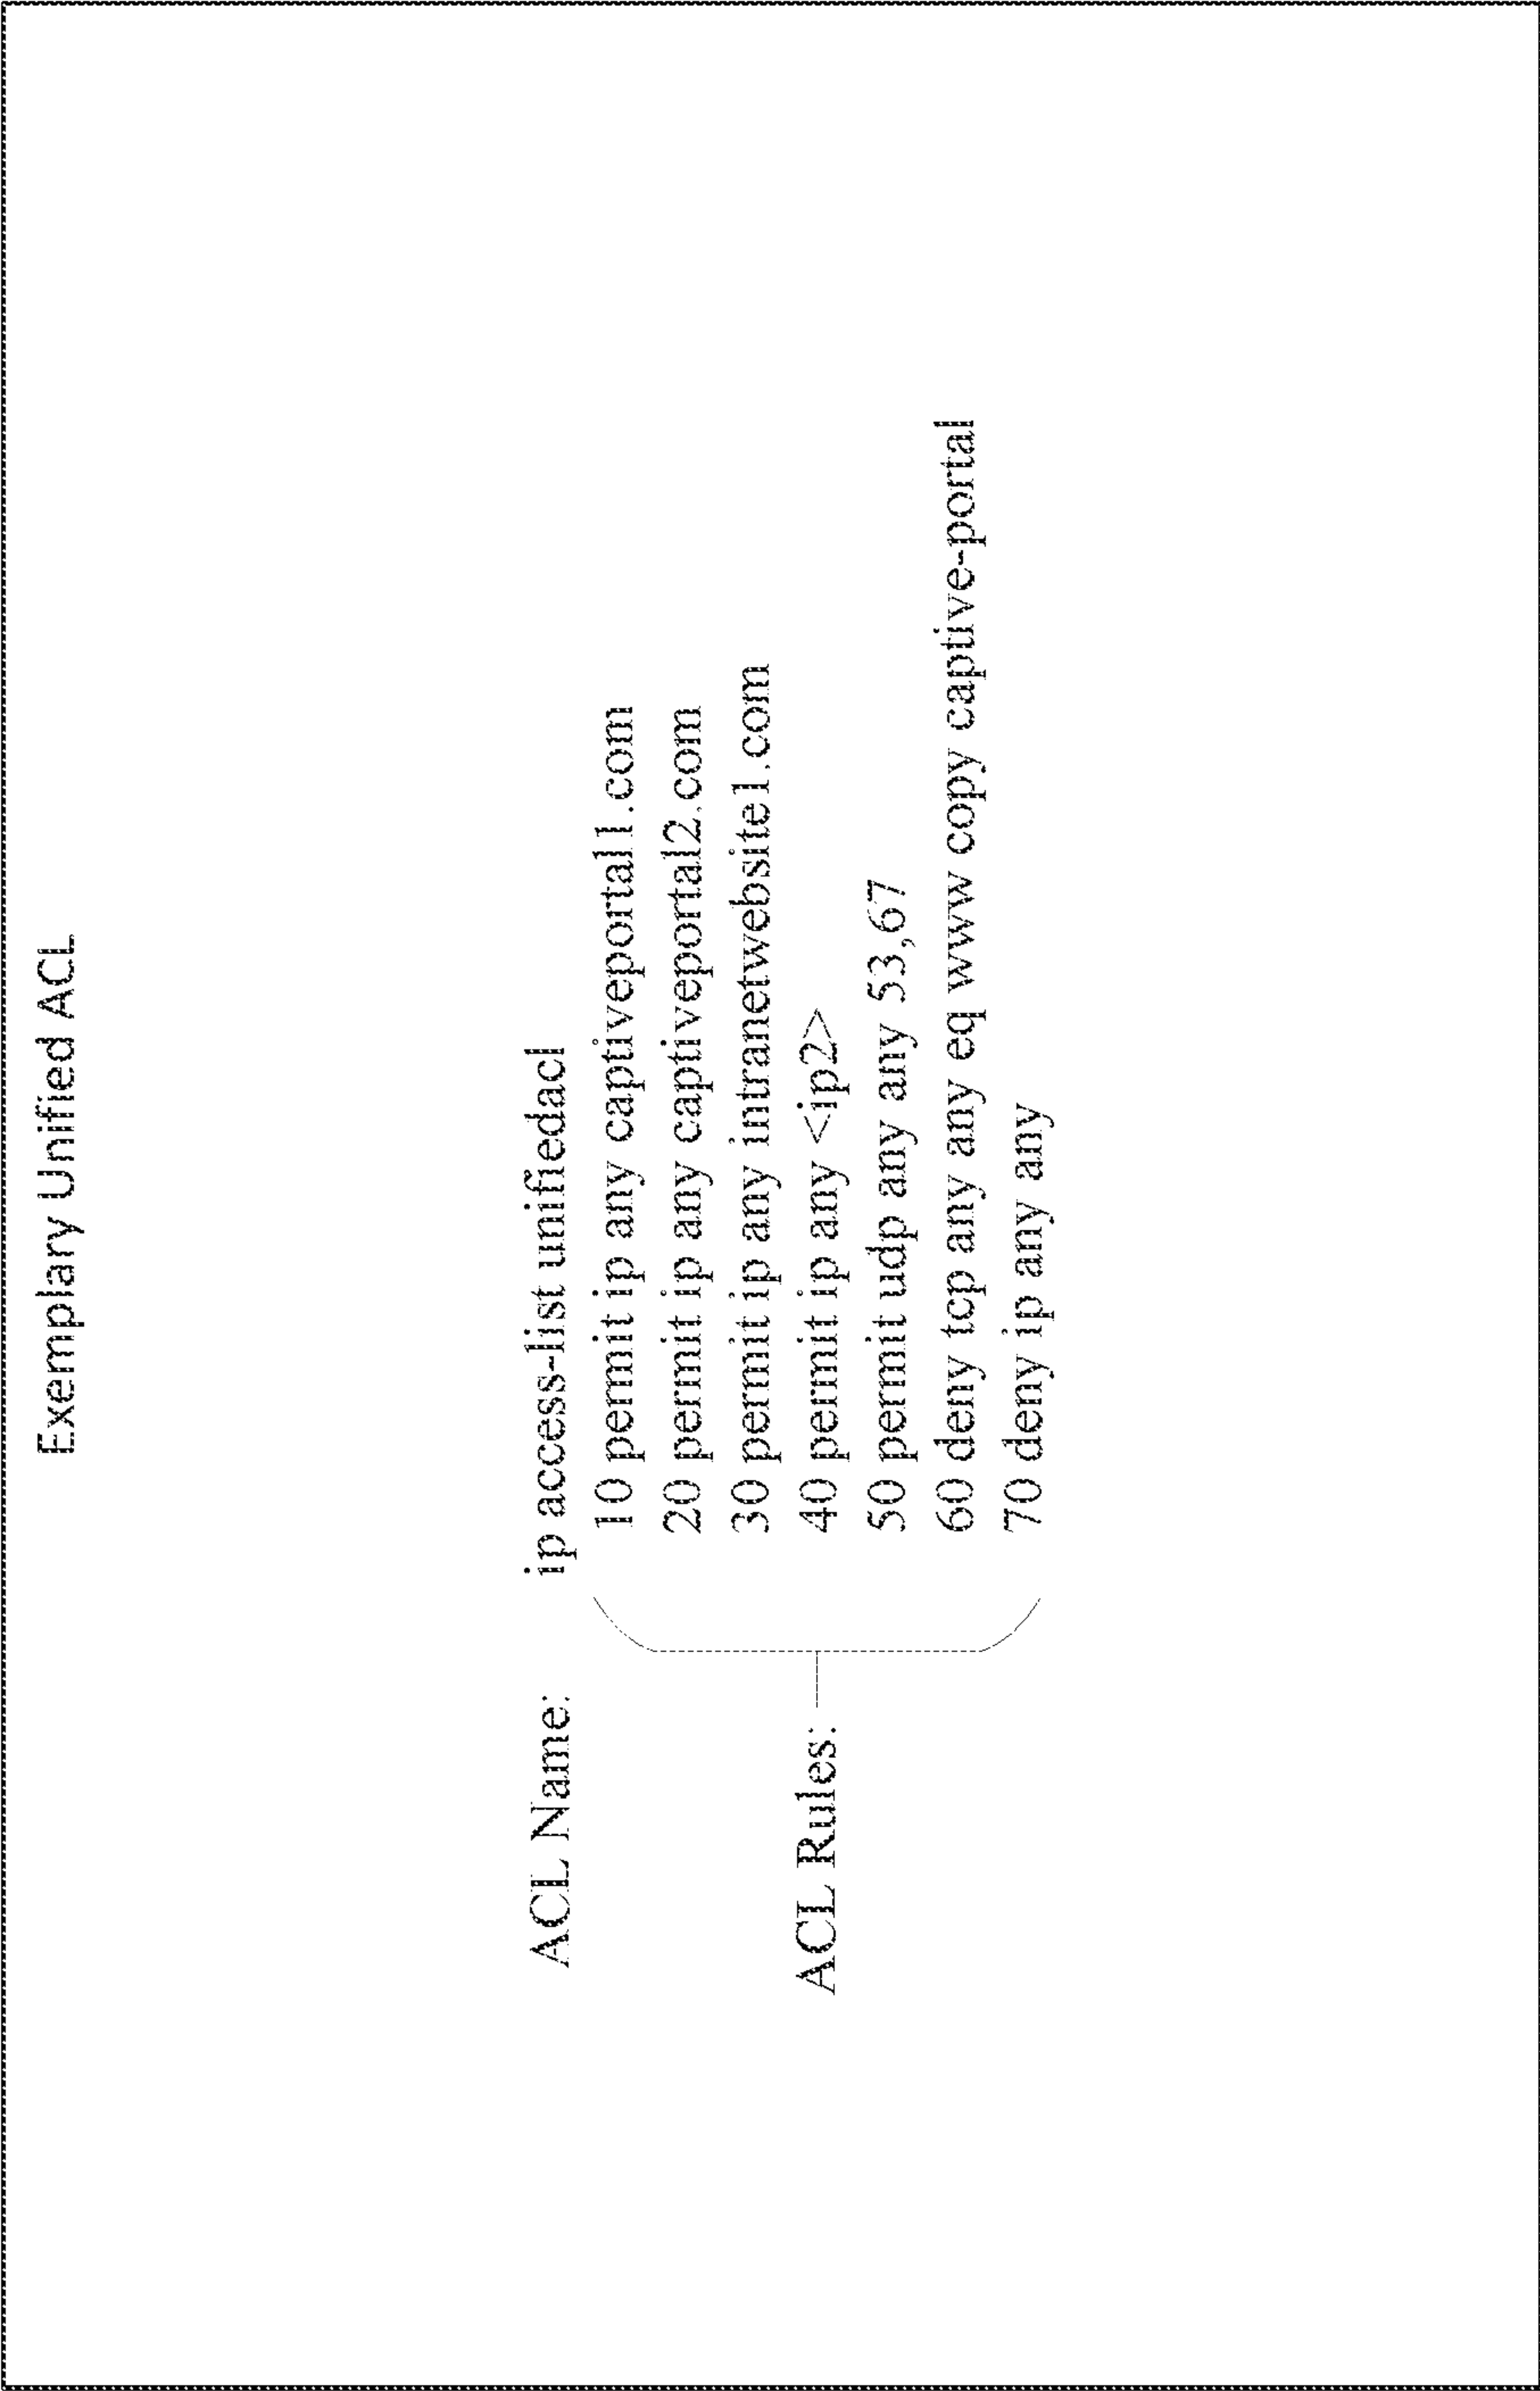 Exemplary Unified ACL
ACL Name: ip access-list unifiedacl
10 permit ip any captiveportal1.com
20 permit ip any captiveportal2.com
30 permit ip any intranetwebsite1.com
ACL Rules: 40 permit ip any <ip2>
50 permit udp any any 53,67
60 deny tcp any any eq www copy captive-portal
70 deny ip any any